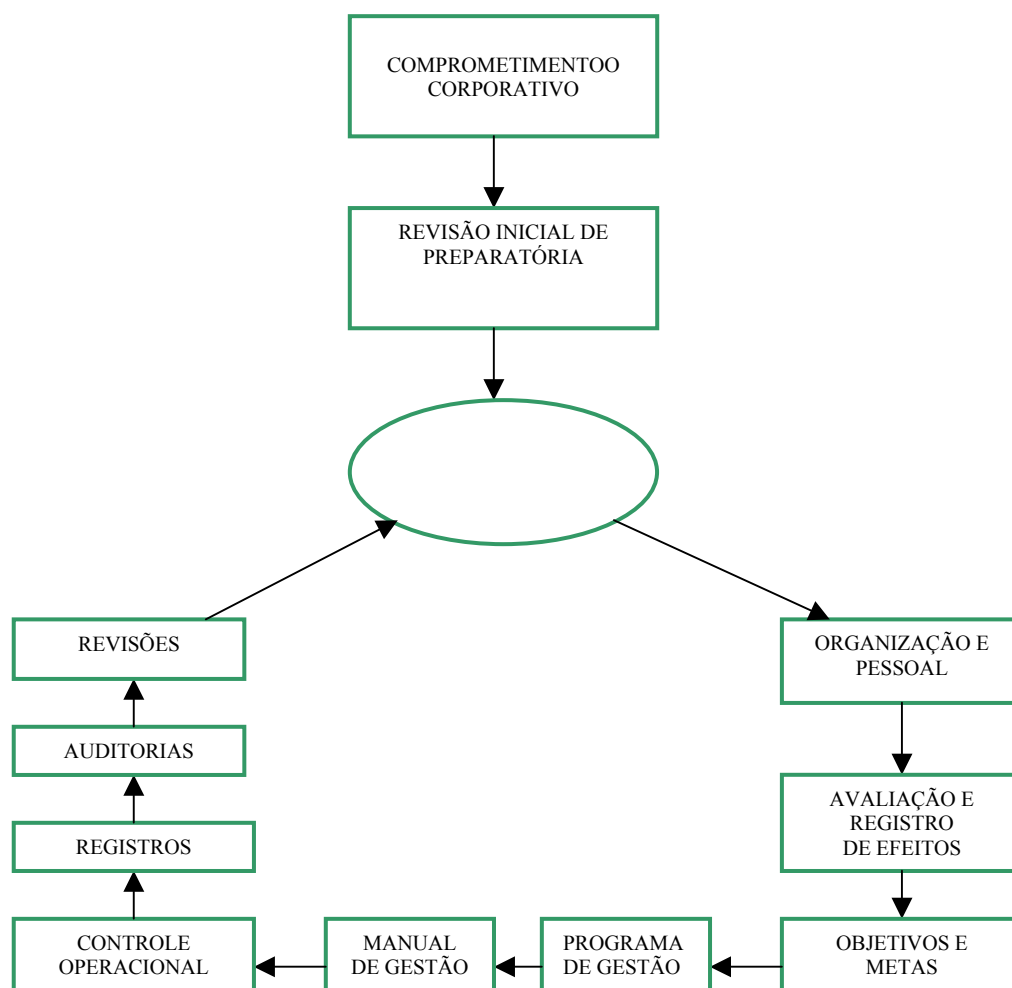 COMPROMETIMENTOO
CORPORATIVO
REVISÃO INICIAL DE
PREPARATÓRIA
REVISÕES
ORGANIZAÇÃO E
PESSOAL
AUDITORIAS
AVALIAÇÃO E
REGISTRO
DE EFEITOS
REGISTROS
CONTROLE
OPERACIONAL
MANUAL
DE GESTÃO
PROGRAMA
DE GESTÃO
OBJETIVOS E
METAS